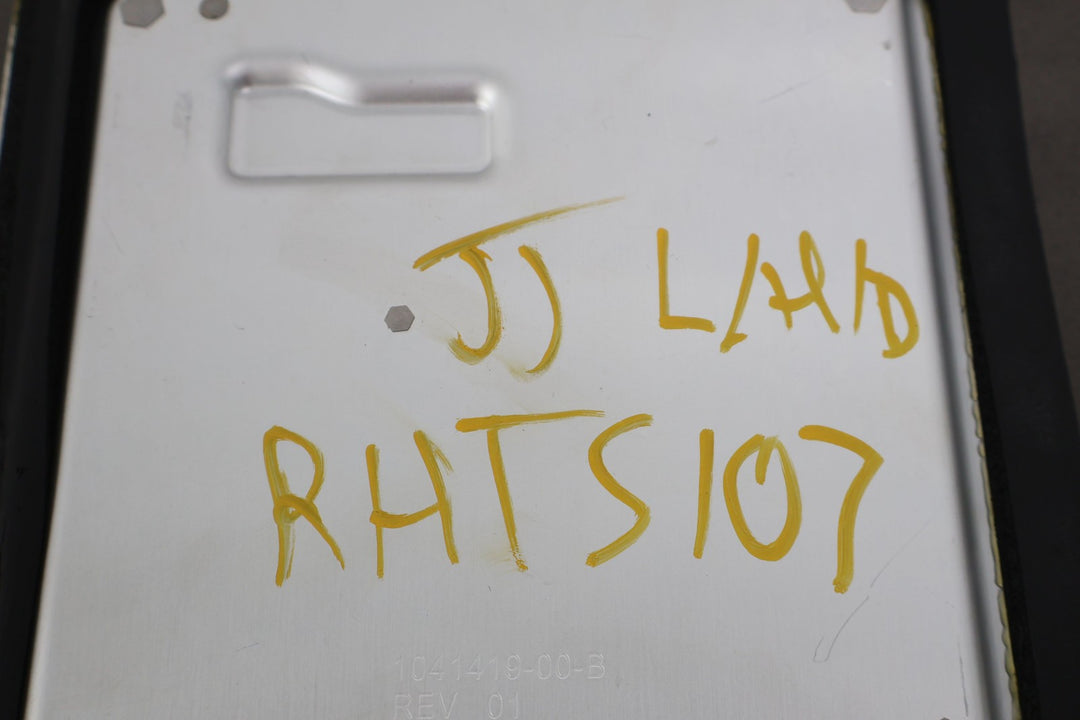 JJ LHD
RHTS107
1041419-00-B
REV 01